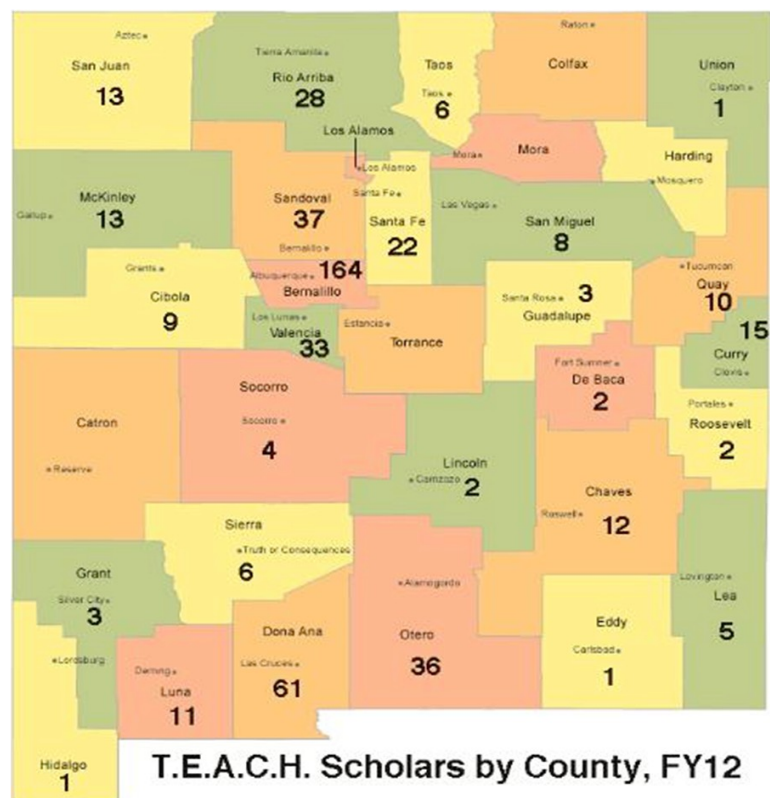 Aztec
San Juan
13
Tierra Amarilla
Rio Arriba
28
Taos
Taos
6
Raton
Colfax
Union
Clayton
1
Los Alamos
Los Alamos
Mora
Mora
Harding
Mosquero
McKinley
Gallup
13
Sandoval
37
Bernalillo
Santa Fe
Santa Fe
22
Las Vegas
San Miguel
8
Grants
Cibola
9
Albuquerque
164
Bernalillo
Los Lunas
Valencia
33
Estancia
Torrance
Santa Rosa
3
Guadalupe
Tucumcari
Quay
10
15
Curry
Clovis
Catron
Reserve
Socorro
Socorro
4
Fort Sumner
De Baca
2
Portales
Roosevelt
2
Lincoln
Carrizozo
2
Chaves
Roswell
12
Sierra
Truth or Consequences
6
Grant
Silver City
3
Lordsburg
Hidalgo
1
Deming
Luna
11
Dona Ana
Las Cruces
61
Alamogordo
Otero
36
Eddy
Carlsbad
1
Lovington
Lea
5
T.E.A.C.H. Scholars by County, FY12